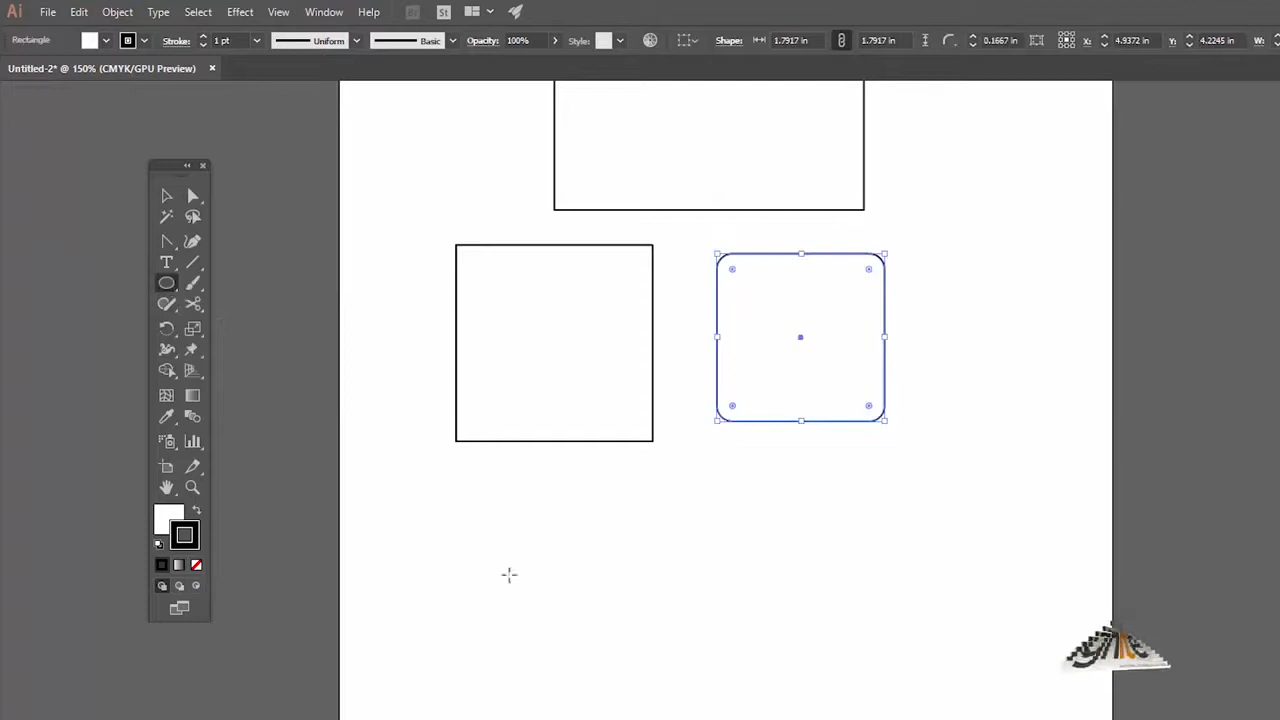 Ai File Edit Object Type Select Effect View Window Help Br St
Rectangle Stroke: 1 pt Uniform Basic Opacity: 100% Style: Shape: 1.7917 in 1.7917 in 0.1667 in X: 4.9372 in Y: 4.2245 in W:
Untitled-2* @ 150% (CMYK/GPU Preview)
T